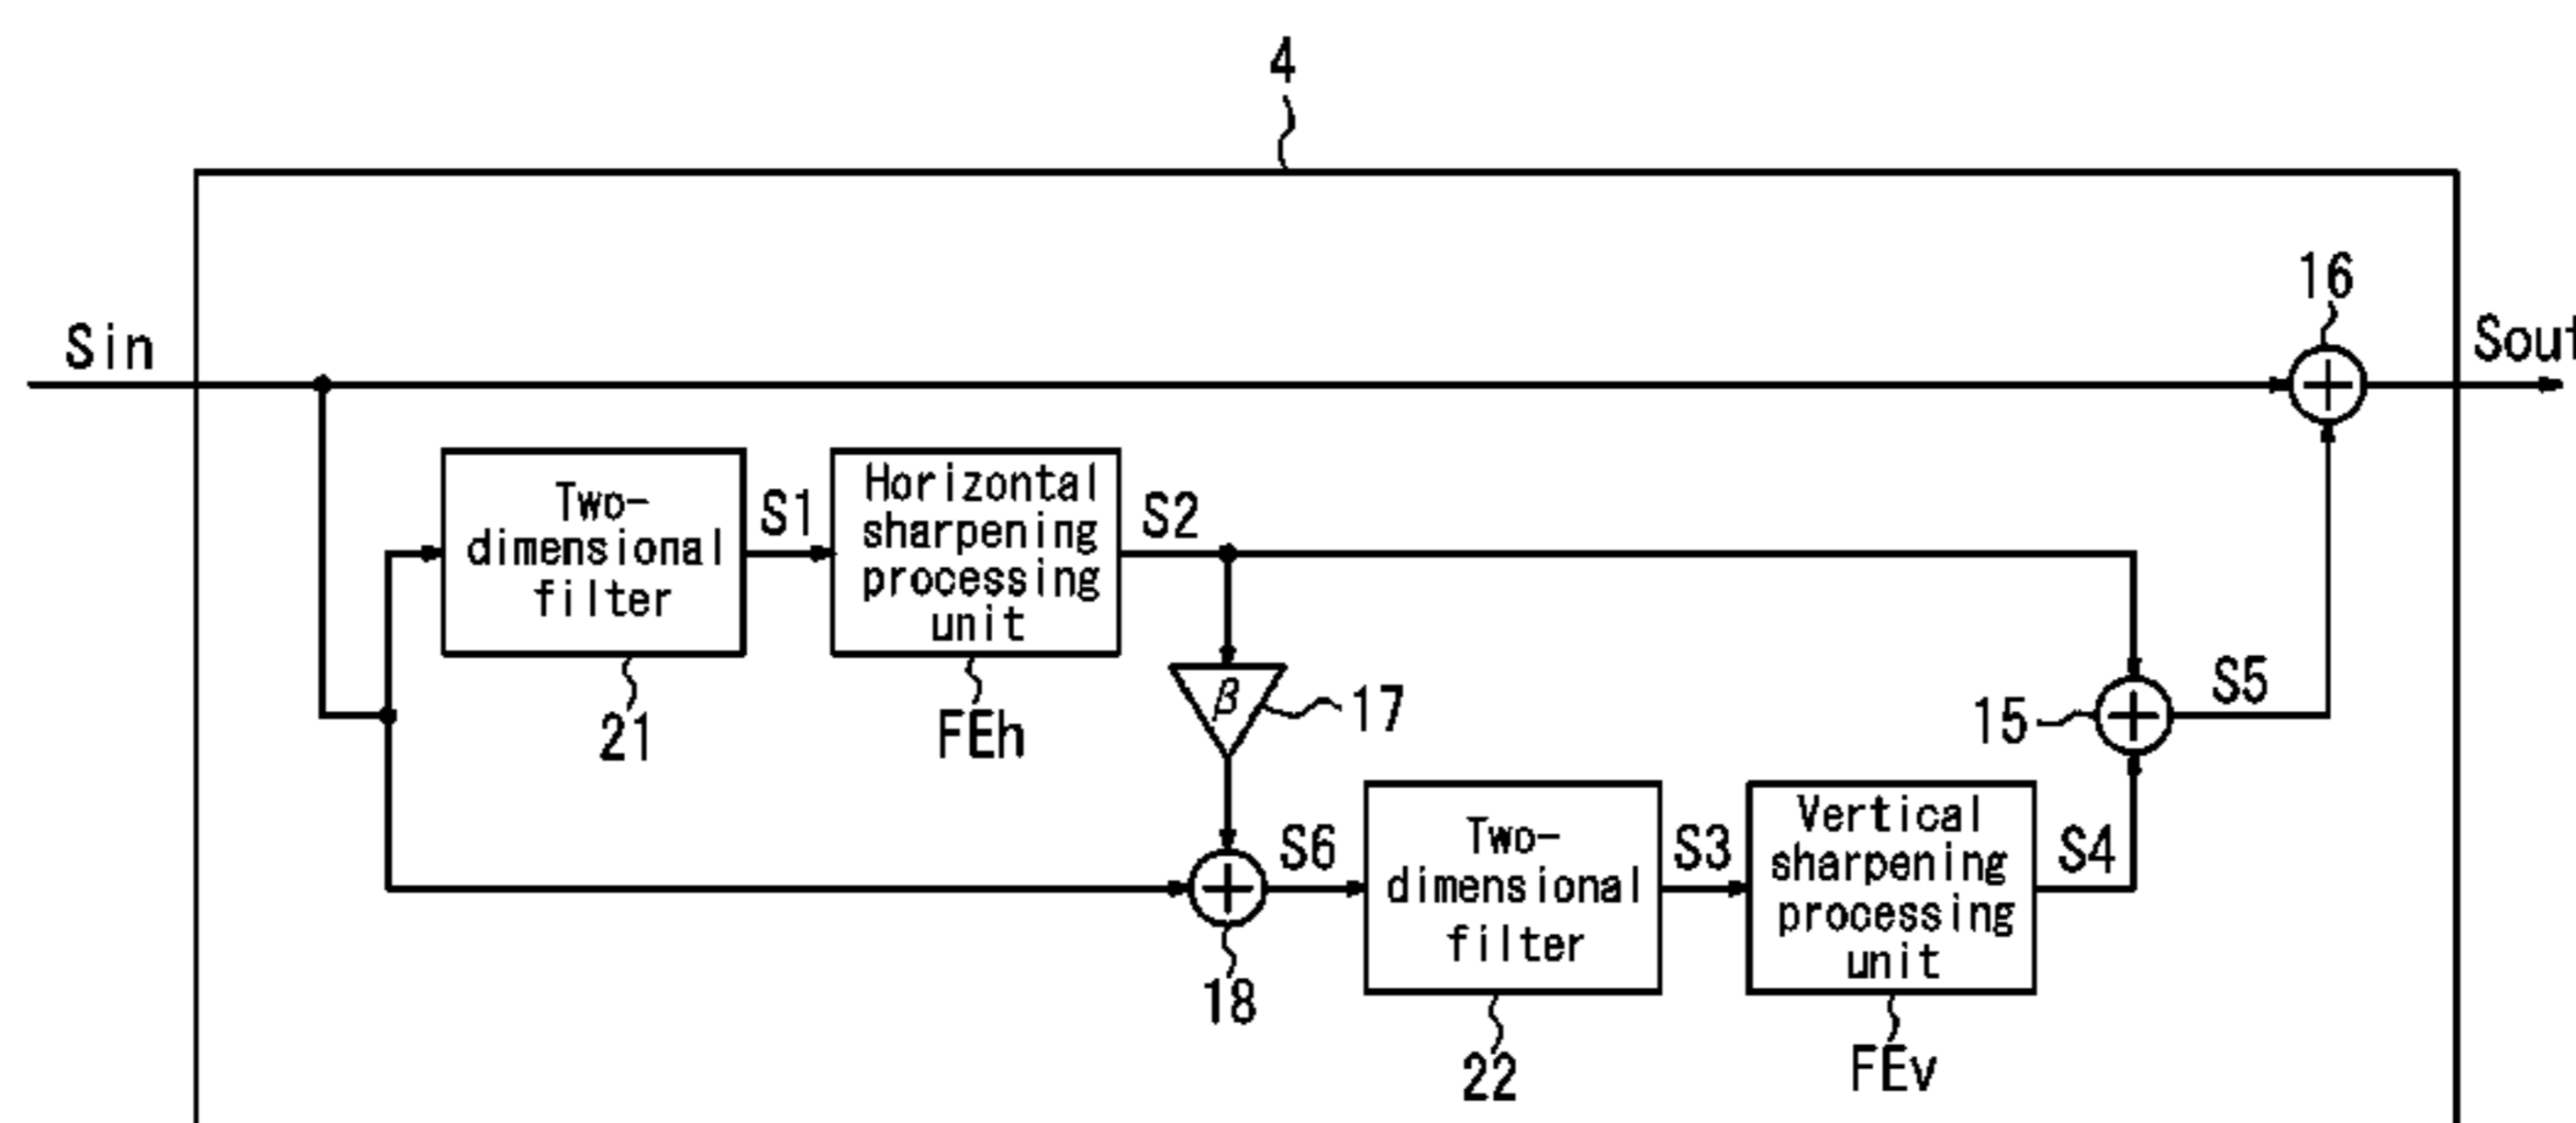 4
16
Sin
Sout
Two-
dimensional
filter
S1
Horizontal
sharpening
processing
unit
S2
21
FEh
β
17
15
S5
18
S6
Two-
dimensional
filter
S3
Vertical
sharpening
processing
unit
S4
22
FEv